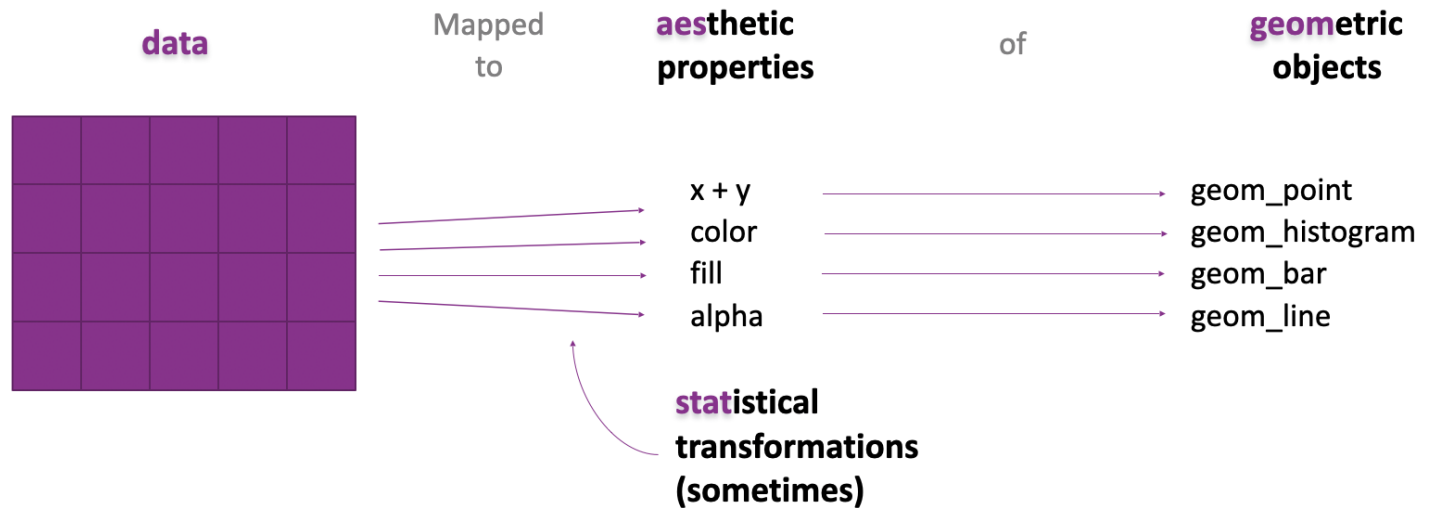 data
Mapped
to
aesthetic
properties
of
geometric
objects
x + y
color
fill
alpha
geom_point
geom_histogram
geom_bar
geom_line
statistical
transformations
(sometimes)